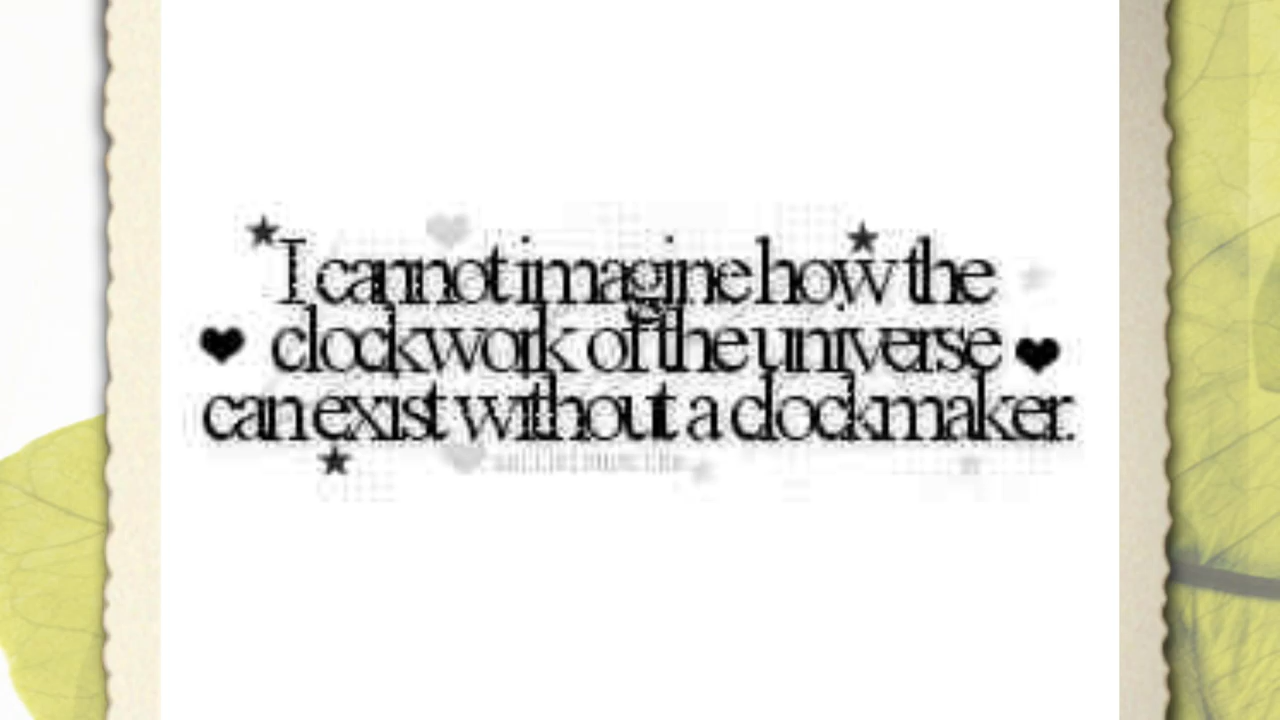 I cannot imagine how the
clockwork of the universe
can exist without a clockmaker.